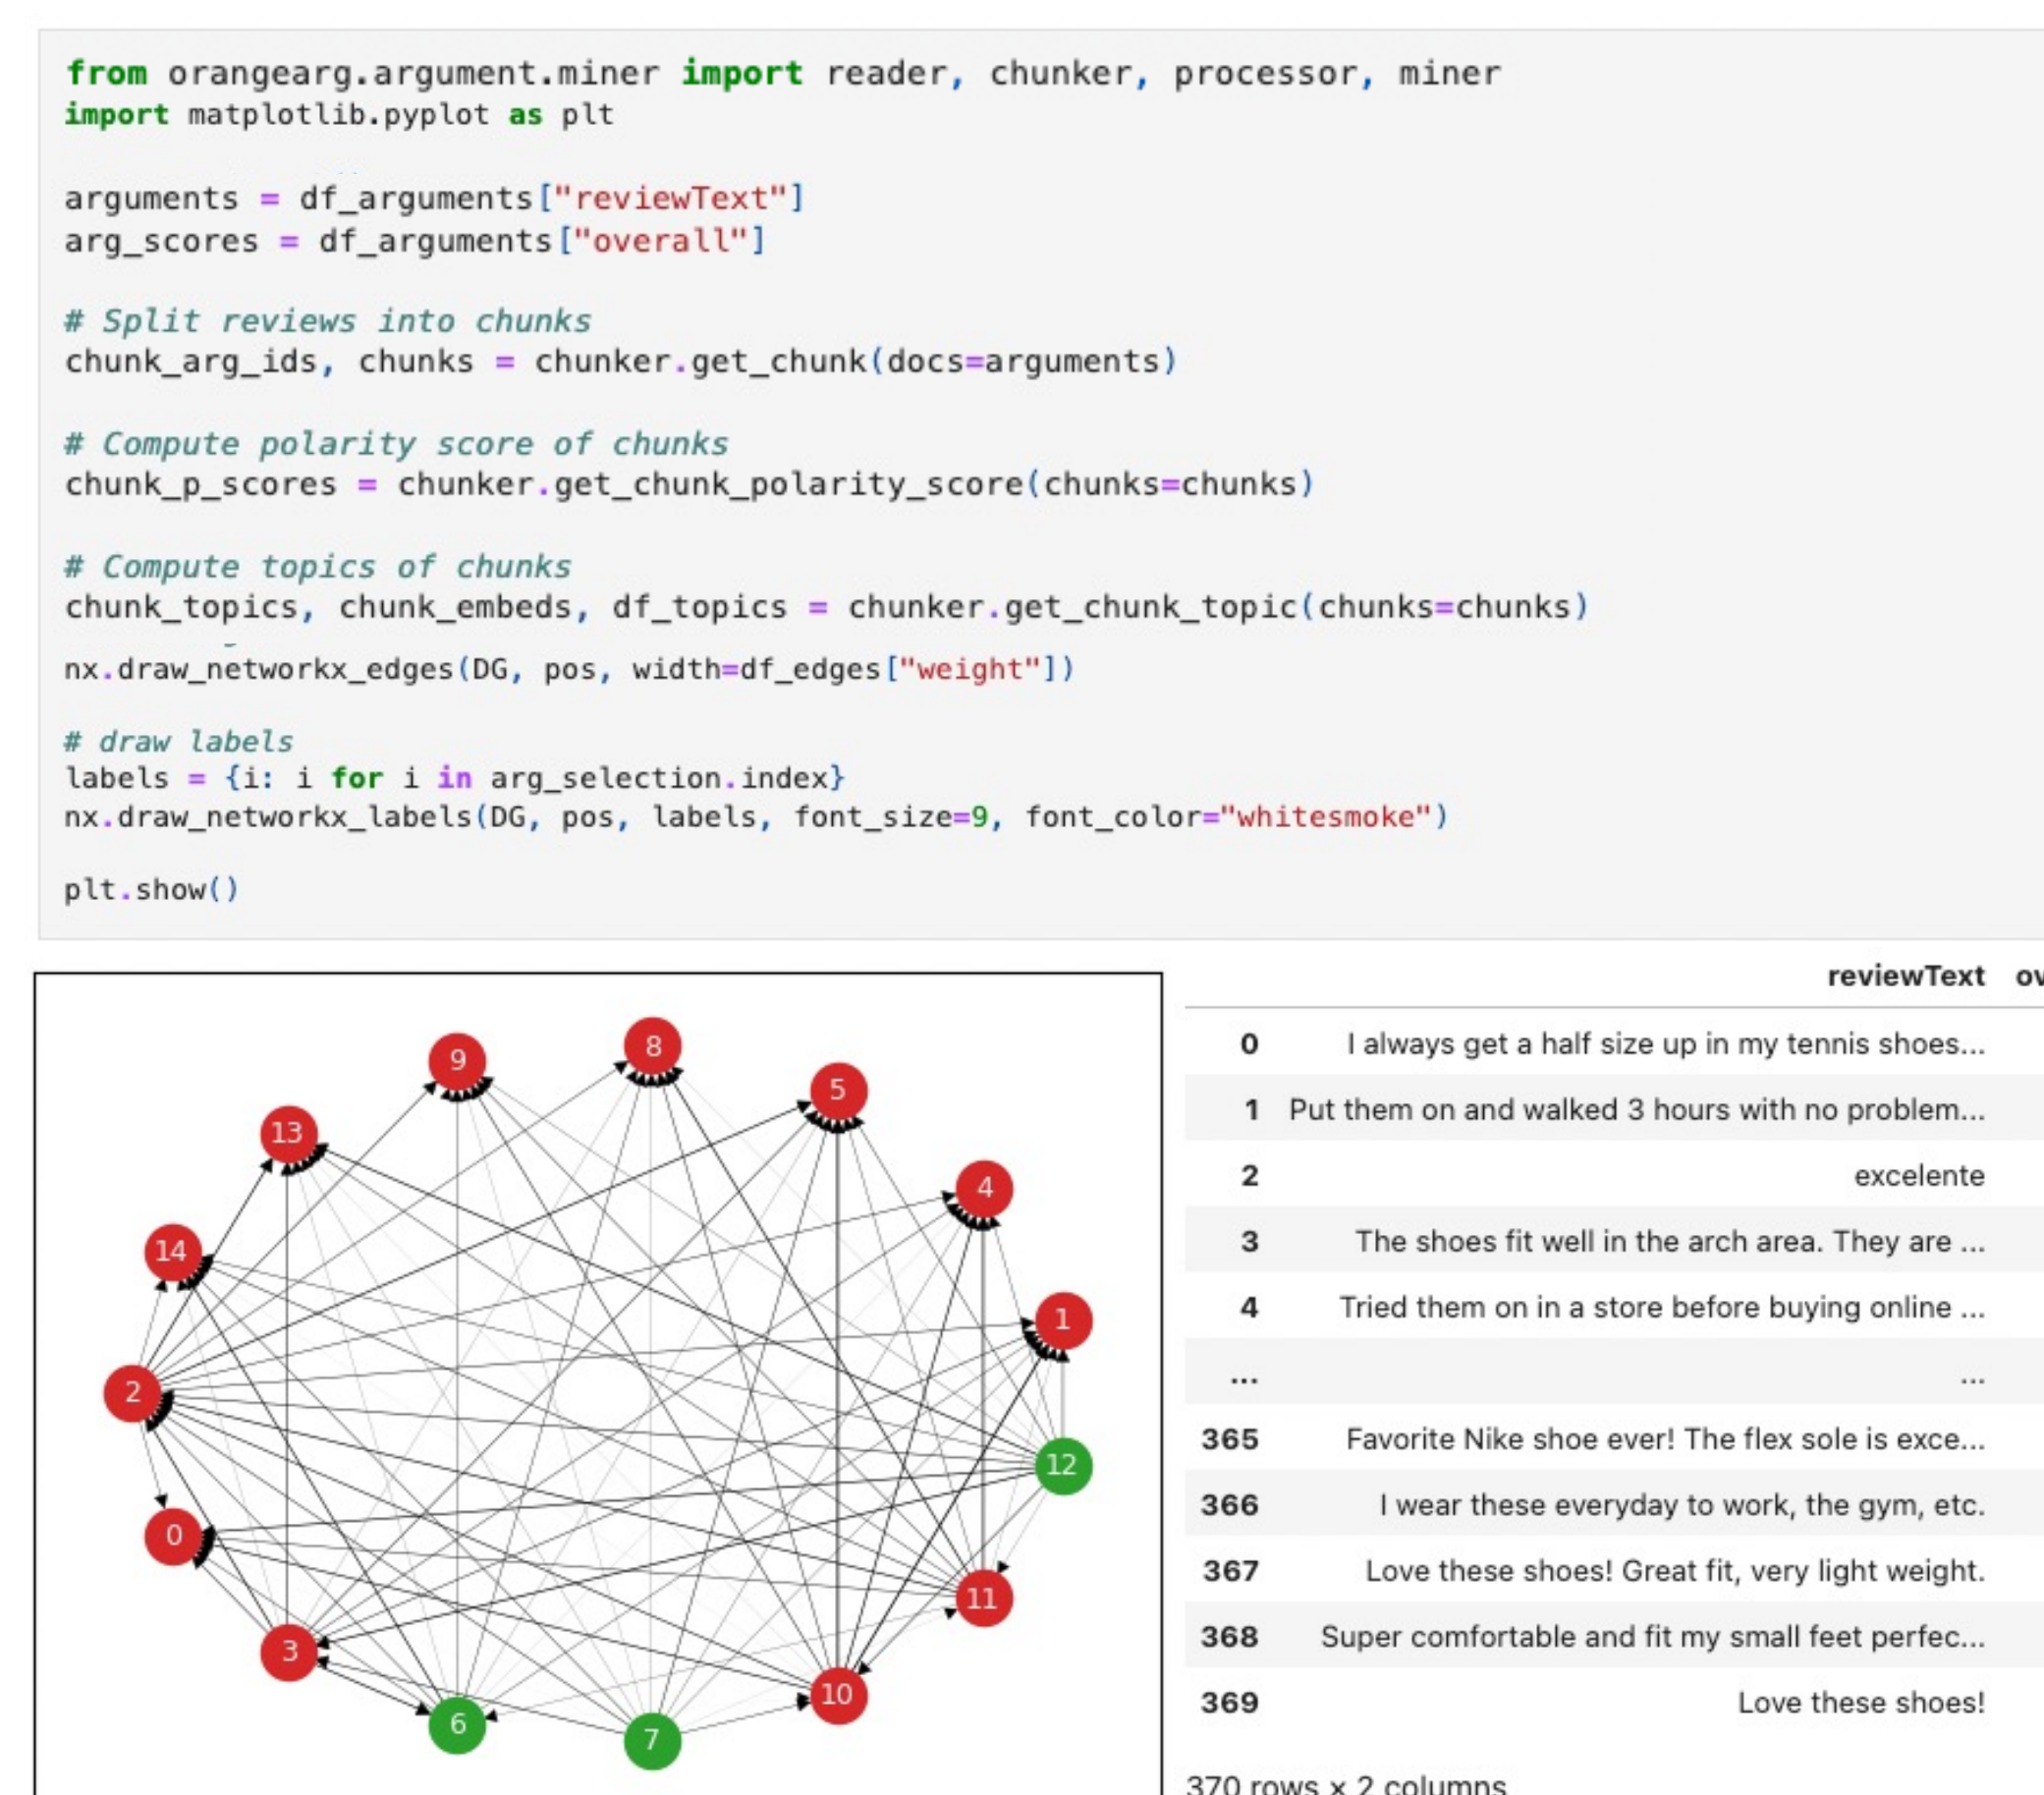 from orangearg.argument.miner import reader, chunker, processor, miner
import matplotlib.pyplot as plt
arguments = df_arguments["reviewText"]
arg_scores = df_arguments["overall"]
# Split reviews into chunks
chunk_arg_ids, chunks = chunker.get_chunk(docs=arguments)
# Compute polarity score of chunks
chunk_p_scores = chunker.get_chunk_polarity_score(chunks=chunks)
# Compute topics of chunks
chunk_topics, chunk_embeds, df_topics = chunker.get_chunk_topic(chunks=chunks)
nx.draw_networkx_edges(DG, pos, width=df_edges["weight"])
# draw labels
labels = {i: i for i in arg_selection.index}
nx.draw_networkx_labels(DG, pos, labels, font_size=9, font_color="whitesmoke")
plt.show()
8
9
5
13
4
14
1
2
12
0
11
3
10
6
7
reviewText ov
0 I always get a half size up in my tennis shoes...
1 Put them on and walked 3 hours with no problem...
2 excelente
3 The shoes fit well in the arch area. They are ...
4 Tried them on in a store before buying online ...
... ...
365 Favorite Nike shoe ever! The flex sole is exce...
366 I wear these everyday to work, the gym, etc.
367 Love these shoes! Great fit, very light weight.
368 Super comfortable and fit my small feet perfec...
369 Love these shoes!
370 rows × 2 columns